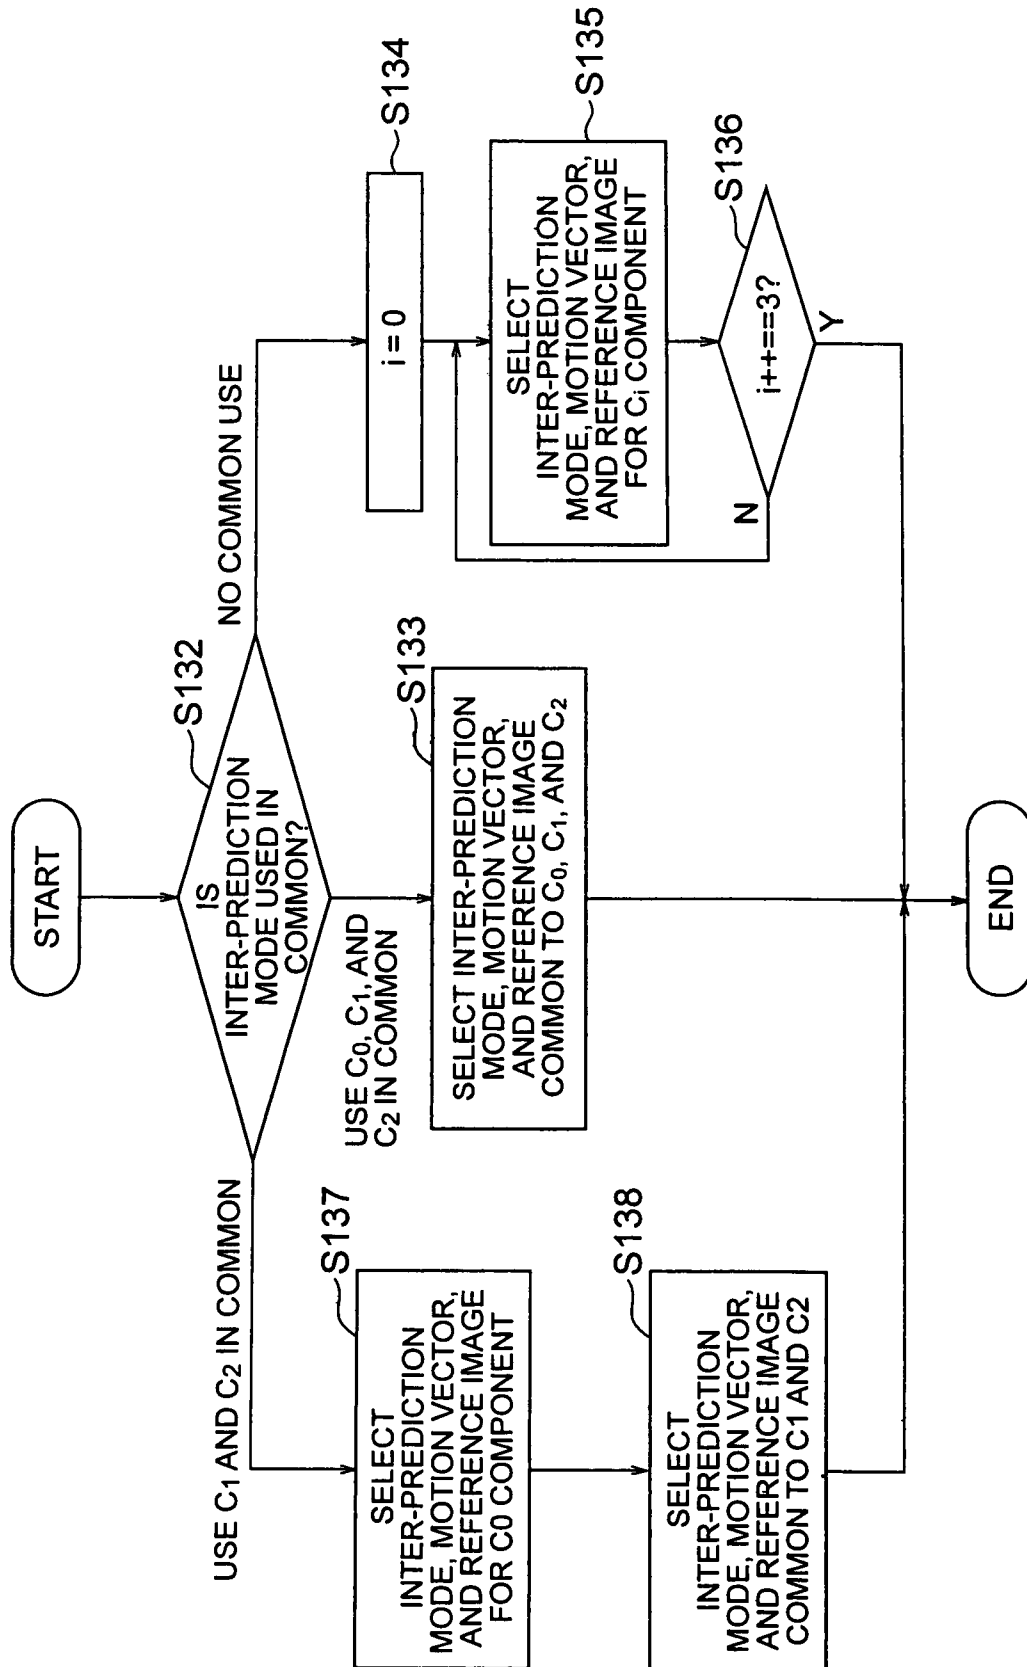 START
IS
INTER-PREDICTION
MODE USED IN
COMMON?
S132
USE C1 AND C2 IN COMMON
USE C0, C1, AND
C2 IN COMMON
NO COMMON USE
S137
SELECT
INTER-PREDICTION
MODE, MOTION VECTOR,
AND REFERENCE IMAGE
FOR C0 COMPONENT
S138
SELECT
INTER-PREDICTION
MODE, MOTION VECTOR,
AND REFERENCE IMAGE
COMMON TO C1 AND C2
S133
SELECT INTER-PREDICTION
MODE, MOTION VECTOR,
AND REFERENCE IMAGE
COMMON TO C0, C1, AND C2
S134
i = 0
S135
SELECT
INTER-PREDICTION
MODE, MOTION VECTOR,
AND REFERENCE IMAGE
FOR Ci COMPONENT
S136
i++==3?
N
Y
END